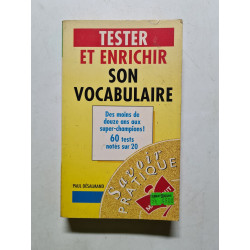 TESTER
ET ENRICHIR
SON
VOCABULAIRE
Des moins de
douze ans aux
super-champions!
60 tests
notés sur 20
PAUL DESALMAND
Savoir
PRATIQUE